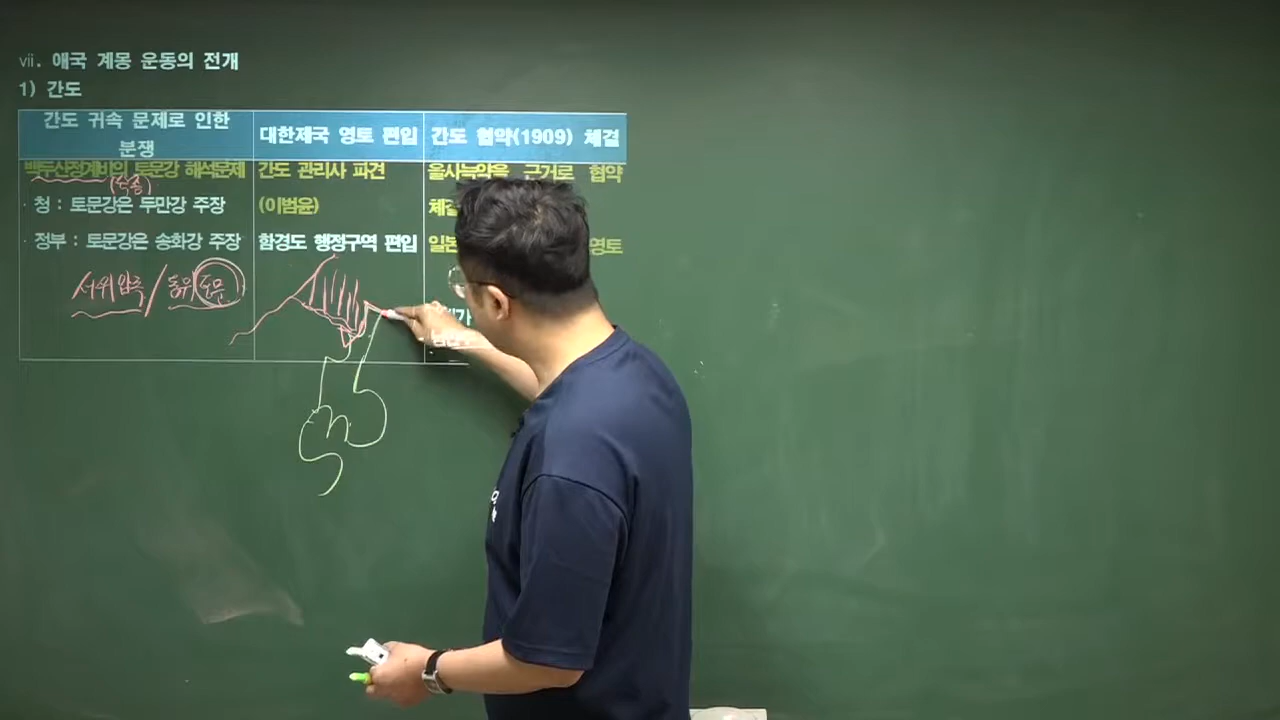 ⅶ. 애국 계몽 운동의 전개
1) 간도
간도 귀속 문제로 인한
분쟁
대한제국 영토 편입
간도 협약(1909) 체결
백두산정계비의 토문강 해석문제
(숙종)
· 청 : 토문강은 두만강 주장
· 정부 : 토문강은 송화강 주장
서위압록/동위토문
간도 관리사 파견
(이범윤)
함경도 행정구역 편입
을사늑약을 근거로 협약
체결
일본
영토